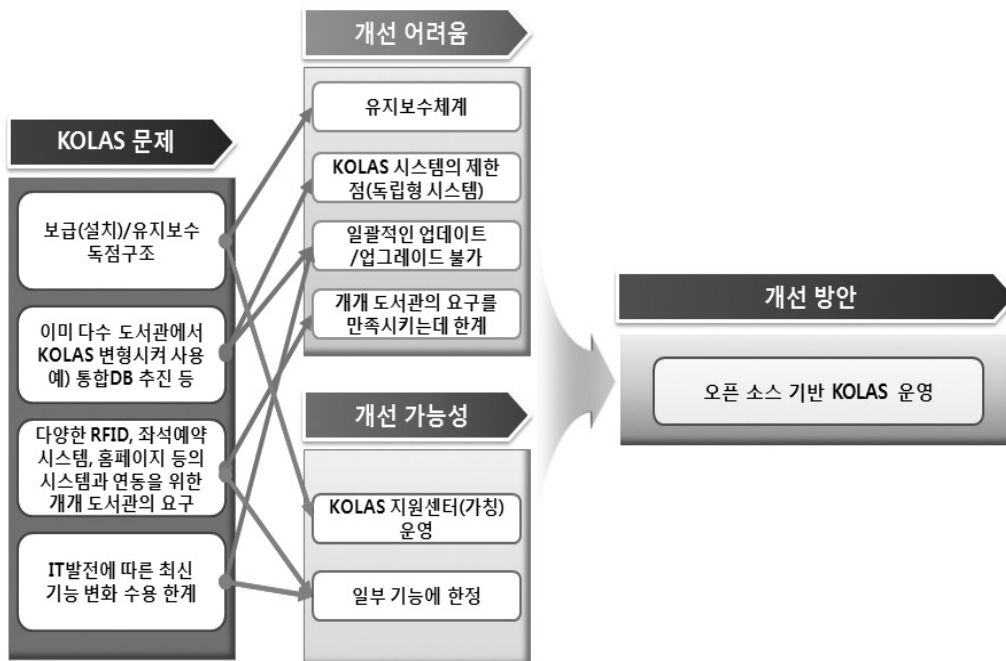 KOLAS 문제
보급(설치)/유지보수
독점구조
이미 다수 도서관에서
KOLAS 변형시켜 사용
예) 통합DB 추진 등
다양한 RFID, 좌석예약
시스템, 홈페이지 등의
시스템과 연동을 위한
개개 도서관의 요구
IT발전에 따른 최신
기능 변화 수용 한계
개선 어려움
유지보수체계
KOLAS 시스템의 제한
점(독립형 시스템)
일괄적인 업데이트
/업그레이드 불가
개개 도서관의 요구를
만족시키는데 한계
개선 가능성
KOLAS 지원센터(가칭)
운영
일부 기능에 한정
개선 방안
오픈 소스 기반 KOLAS 운영